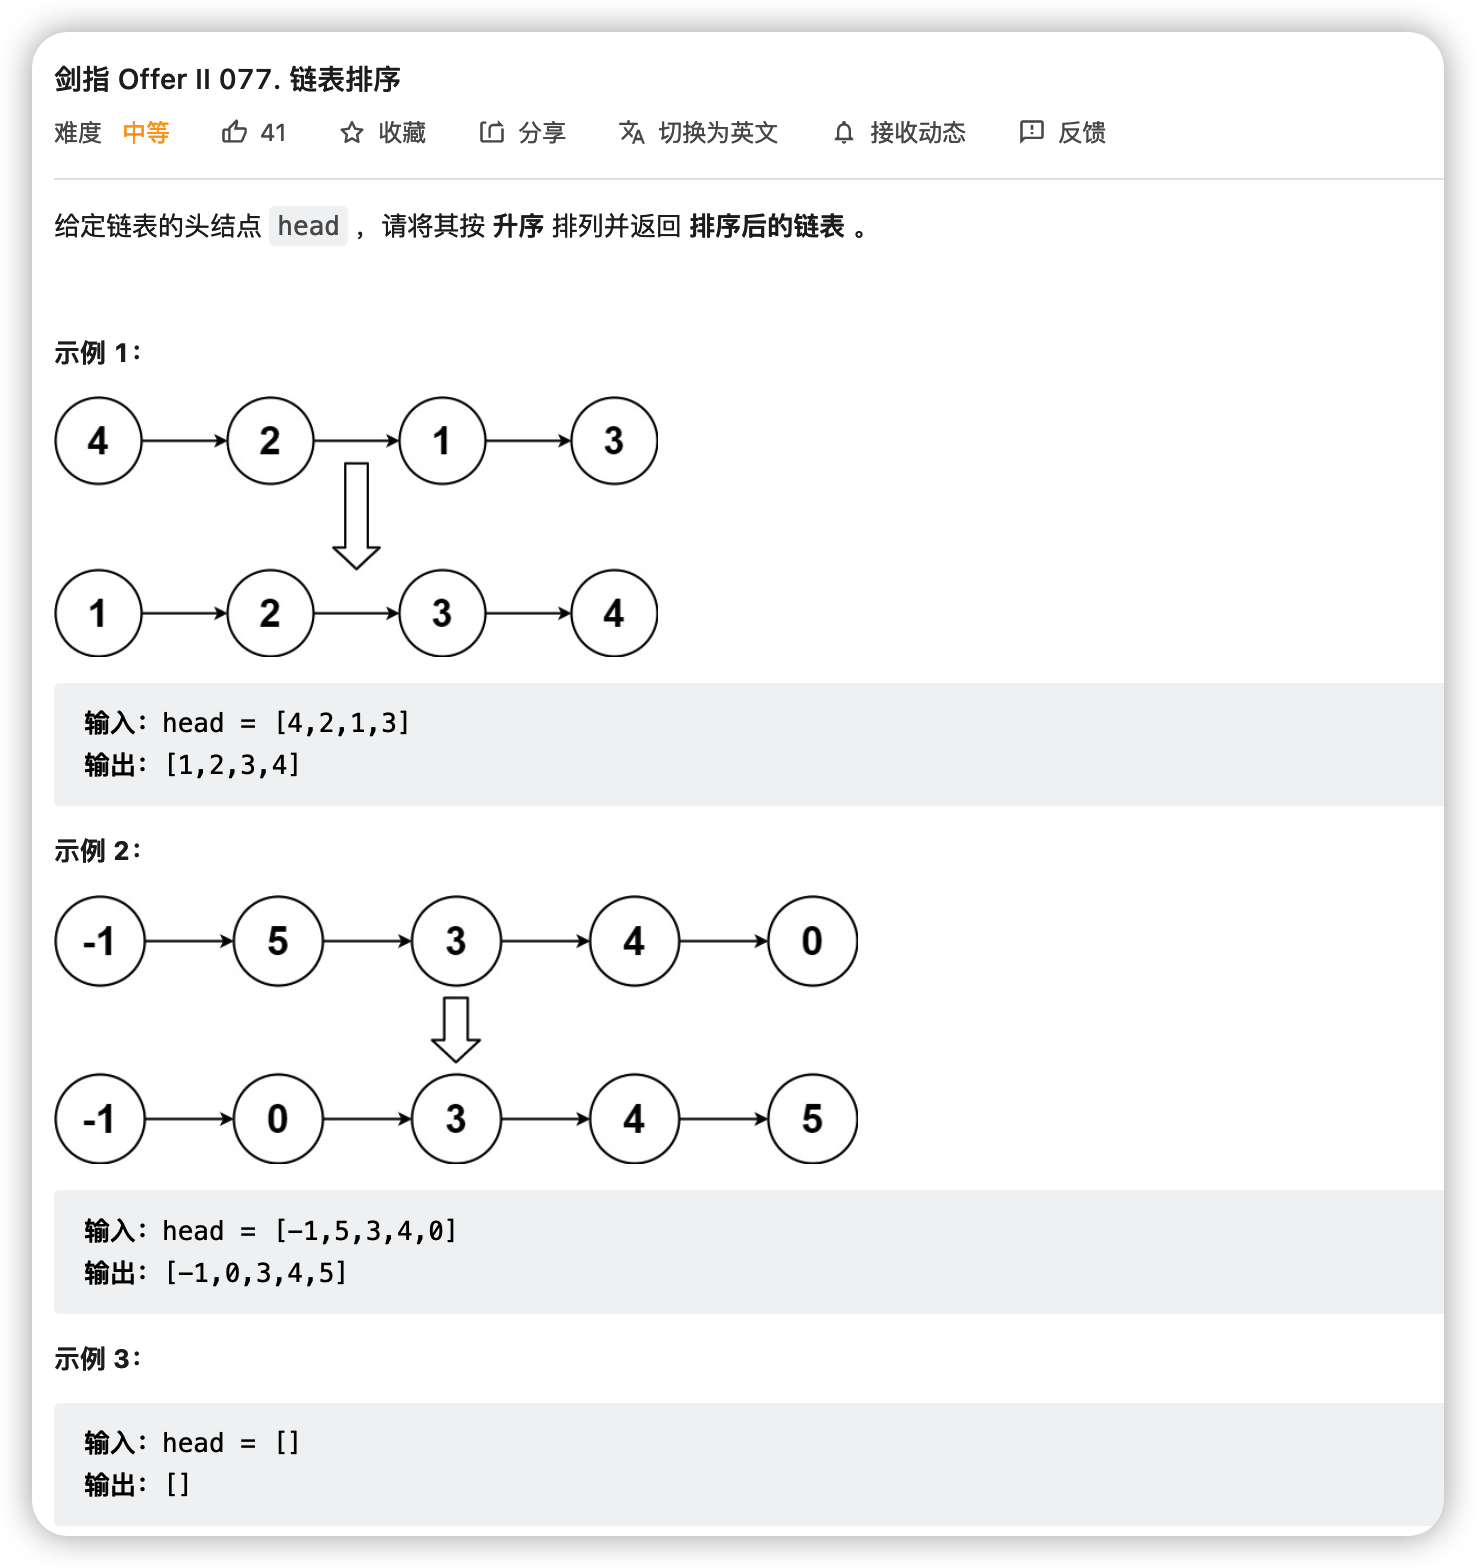 剑指 Offer II 077. 链表排序
难度 中等 41 收藏 分享 切换为英文 接收动态 反馈
给定链表的头结点 head ，请将其按 升序 排列并返回 排序后的链表 。
示例 1：
4 2 1 3
1 2 3 4
输入：head = [4,2,1,3]
输出：[1,2,3,4]
示例 2：
-1 5 3 4 0
-1 0 3 4 5
输入：head = [-1,5,3,4,0]
输出：[-1,0,3,4,5]
示例 3：
输入：head = []
输出：[]